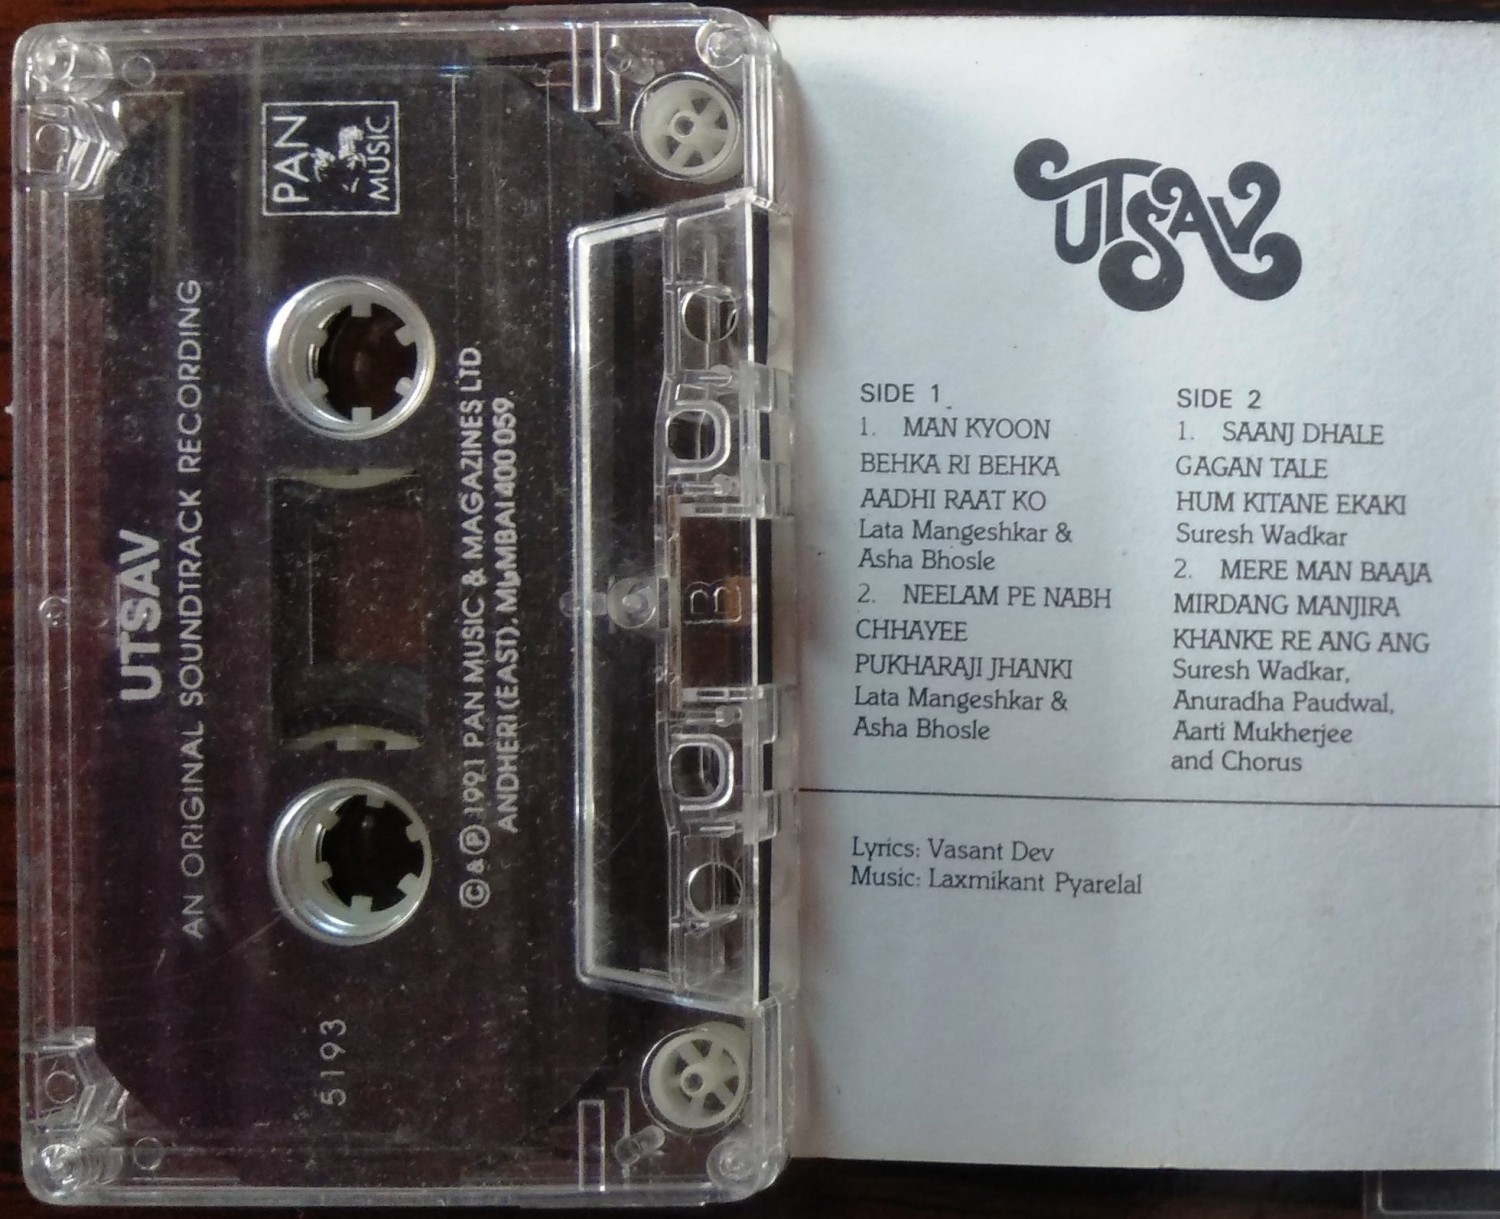 PAN
MUSIC
UTSAV
AN ORIGINAL SOUNDTRACK RECORDING
© & ℗ 1991 PAN MUSIC & MAGAZINES LTD.
ANDHERI (EAST), MUMBAI 400 059.
5193
B
UTSAV
SIDE 1
1. MAN KYOON
BEHKA RI BEHKA
AADHI RAAT KO
Lata Mangeshkar &
Asha Bhosle
2. NEELAM PE NABH
CHHAYEE
PUKHARAJI JHANKI
Lata Mangeshkar &
Asha Bhosle
SIDE 2
1. SAANJ DHALE
GAGAN TALE
HUM KITANE EKAKI
Suresh Wadkar
2. MERE MAN BAAJA
MIRDANG MANJIRA
KHANKE RE ANG ANG
Suresh Wadkar,
Anuradha Paudwal,
Aarti Mukherjee
and Chorus
Lyrics: Vasant Dev
Music: Laxmikant Pyarelal